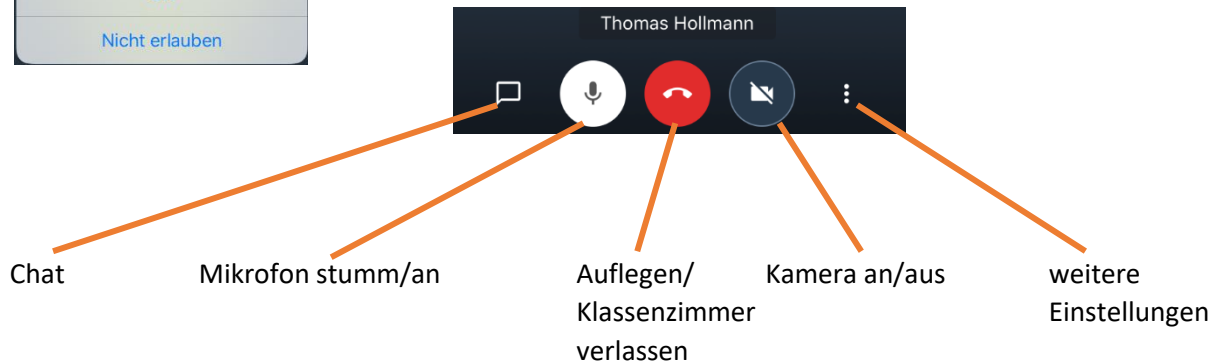 Nicht erlauben
Thomas Hollmann
Chat
Mikrofon stumm/an
Auflegen/
Klassenzimmer
verlassen
Kamera an/aus
weitere
Einstellungen